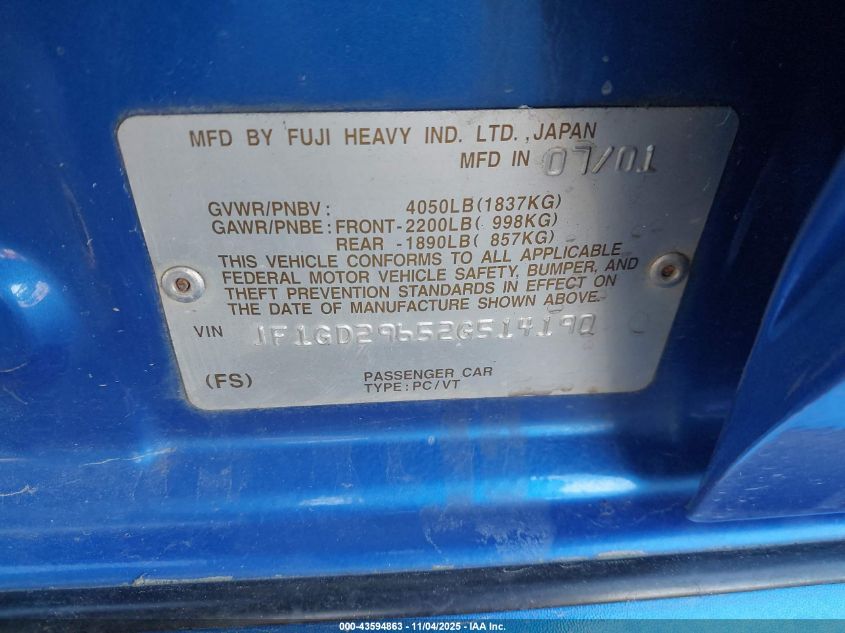 MFD BY FUJI HEAVY IND. LTD., JAPAN
MFD IN 07/01
GVWR/PNBV: 4050LB(1837KG)
GAWR/PNBE: FRONT-2200LB( 998KG)
REAR -1890LB( 857KG)
THIS VEHICLE CONFORMS TO ALL APPLICABLE
FEDERAL MOTOR VEHICLE SAFETY, BUMPER, AND
THEFT PREVENTION STANDARDS IN EFFECT ON
THE DATE OF MANUFACTURE SHOWN ABOVE.
VIN JF1GD29652G514190
(FS) PASSENGER CAR
TYPE: PC/VT
000-43594863 - 11/04/2025 - IAA Inc.